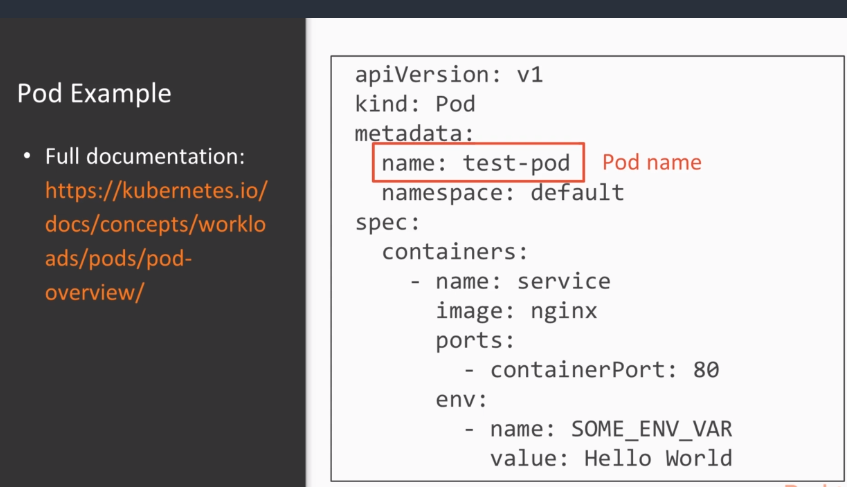 Pod Example
• Full documentation:
https://kubernetes.io/
docs/concepts/worklo
ads/pods/pod-
overview/
apiVersion: v1
kind: Pod
metadata:
  name: test-pod Pod name
  namespace: default
spec:
  containers:
    - name: service
      image: nginx
      ports:
        - containerPort: 80
      env:
        - name: SOME_ENV_VAR
          value: Hello World